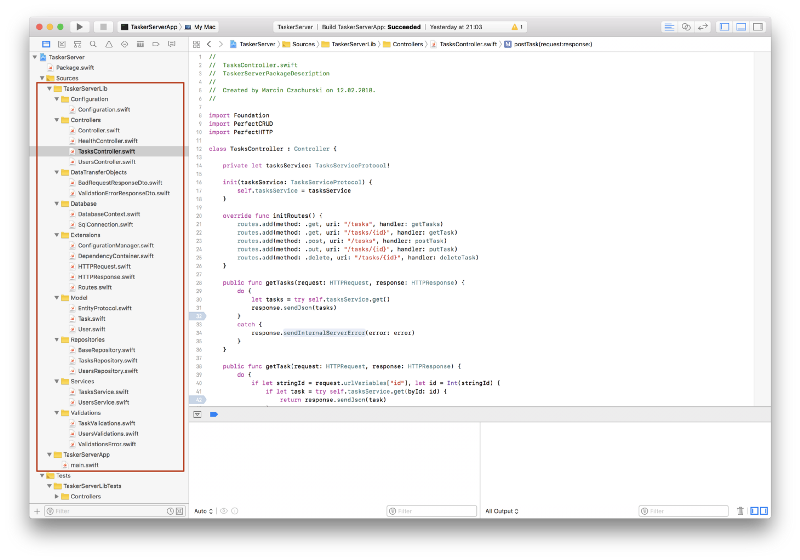 TaskerServerApp 〉 My Mac
TaskerServer | Build TaskerServerApp: Succeeded | Yesterday at 21:03
1
TaskerServer
Package.swift
Sources
TaskerServerLib
Configuration
Configuration.swift
Controllers
Controller.swift
HealthController.swift
TasksController.swift
UsersController.swift
DataTransferObjects
BadRequestResponseDto.swift
ValidationErrorResponseDto.swift
Database
DatabaseContext.swift
SqlConnection.swift
Extensions
ConfigurationManager.swift
DependencyContainer.swift
HTTPRequest.swift
HTTPResponse.swift
Routes.swift
Model
EntityProtocol.swift
Task.swift
User.swift
Repositories
BaseRepository.swift
TasksRepository.swift
UsersRepository.swift
Services
TasksService.swift
UsersService.swift
Validations
TaskValications.swift
UsersValidations.swift
ValidationsError.swift
TaskerServerApp
main.swift
Tests
TaskerServerLibTests
Controllers
Filter
TaskerServer 〉 Sources 〉 TaskerServerLib 〉 Controllers 〉 TasksController.swift 〉 M postTask(request:response:)
1 //
2 //  TasksController.swift
3 //  TaskerServerPackageDescription
4 //
5 //  Created by Marcin Czachurski on 12.02.2018.
6 //
7
8
9 import Foundation
10 import PerfectCRUD
11 import PerfectHTTP
12 class TasksController : Controller {
13
14 private let tasksService: TasksServiceProtocol!
15
16 init(tasksService: TasksServiceProtocol) {
17 self.tasksService = tasksService
18 }
19
20 override func initRoutes() {
21 routes.add(method: .get, uri: "/tasks", handler: getTasks)
22 routes.add(method: .get, uri: "/tasks/{id}", handler: getTask)
23 routes.add(method: .post, uri: "/tasks", handler: postTask)
24 routes.add(method: .put, uri: "/tasks/{id}", handler: putTask)
25 routes.add(method: .delete, uri: "/tasks/{id}", handler: deleteTask)
26 }
27
28 public func getTasks(request: HTTPRequest, response: HTTPResponse) {
29 do {
30 let tasks = try self.tasksService.get()
31 response.sendJson(tasks)
32 }
33 catch {
34 response.sendInternalServerError(error: error)
35 }
36 }
37
38 public func getTask(request: HTTPRequest, response: HTTPResponse) {
39 do {
40 if let stringId = request.urlVariables["id"], let id = Int(stringId) {
41 if let task = try self.tasksService.get(byId: id) {
42 return response.sendJson(task)
Auto
Filter
All Output
Filter